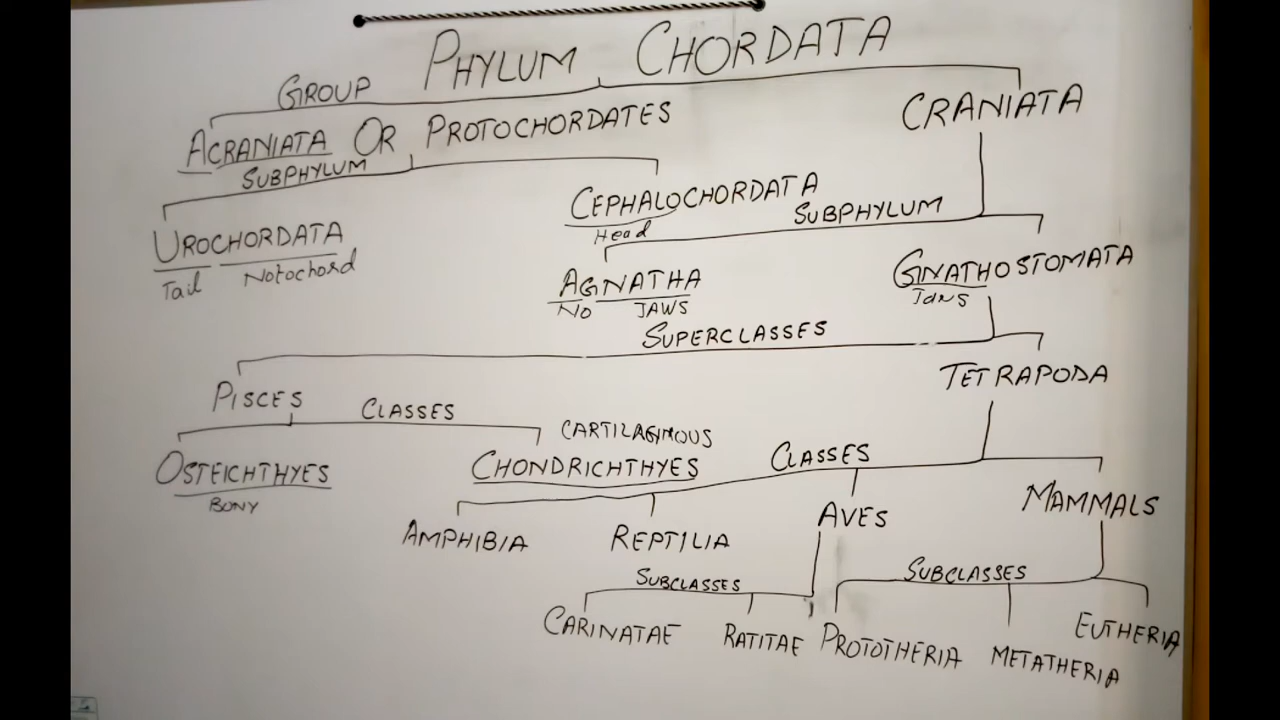 PHYLUM CHORDATA
GROUP
ACRANIATA OR PROTOCHORDATES
CRANIATA
SUBPHYLUM
UROCHORDATA
Tail Notochord
CEPHALOCHORDATA
Head
SUBPHYLUM
AGNATHA
NO JAWS
GINATHOSTOMATA
Jaws
SUPERCLASSES
PISCES
TETRAPODA
CLASSES
OSTEICHTHYES
BONY
CARTILAGINOUS
CHONDRICHTHYES
CLASSES
AMPHIBIA
REPTILIA
AVES
MAMMALS
SUBCLASSES
CARINATAE
RATITAE
SUBCLASSES
PROTOTHERIA
METATHERIA
EUTHERIA